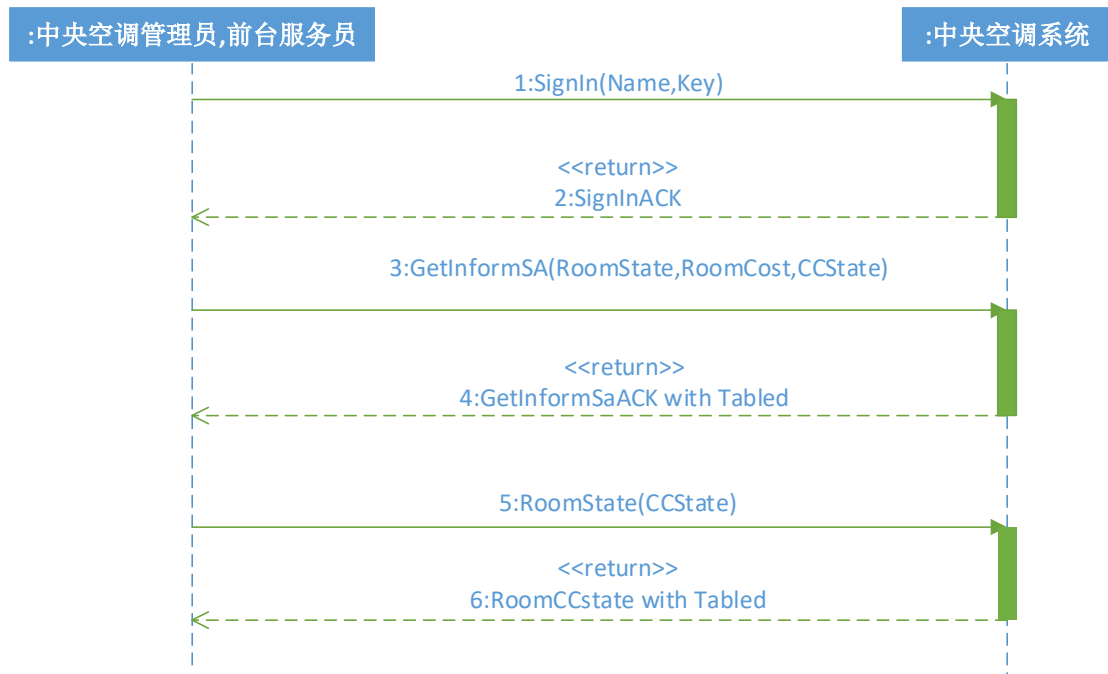 :中央空调管理员,前台服务员
:中央空调系统
1:SignIn(Name,Key)
<<return>>
2:SignInACK
3:GetInformSA(RoomState,RoomCost,CCState)
<<return>>
4:GetInformSaACK with Tabled
5:RoomState(CCState)
<<return>>
6:RoomCCstate with Tabled